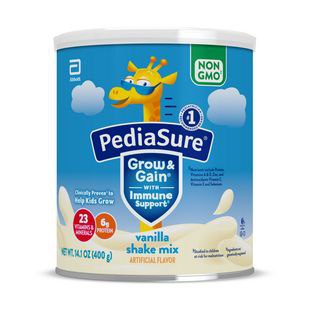 Abbott
NON
GMO
#1
PediaSure®
Grow &
Gain®
WITH
Immune
Support*
Clinically Proven† to
Help Kids Grow
23
VITAMINS &
MINERALS
6g
PROTEIN
vanilla
shake mix
ARTIFICIAL FLAVOR
NET WT. 14.1 OZ (400 g)